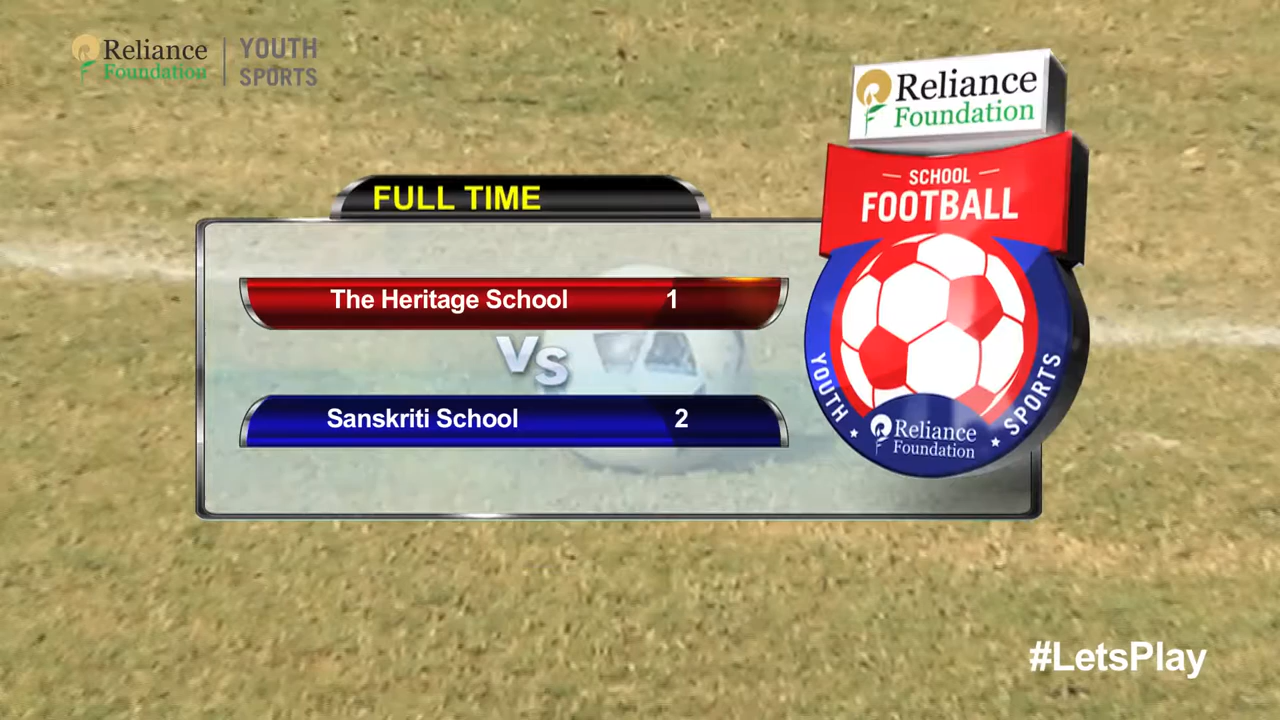 Reliance
Foundation
YOUTH
SPORTS
Reliance
Foundation
SCHOOL
FOOTBALL
FULL TIME
The Heritage School 1
VS
Sanskriti School 2
YOUTH
SPORTS
Reliance
Foundation
#LetsPlay